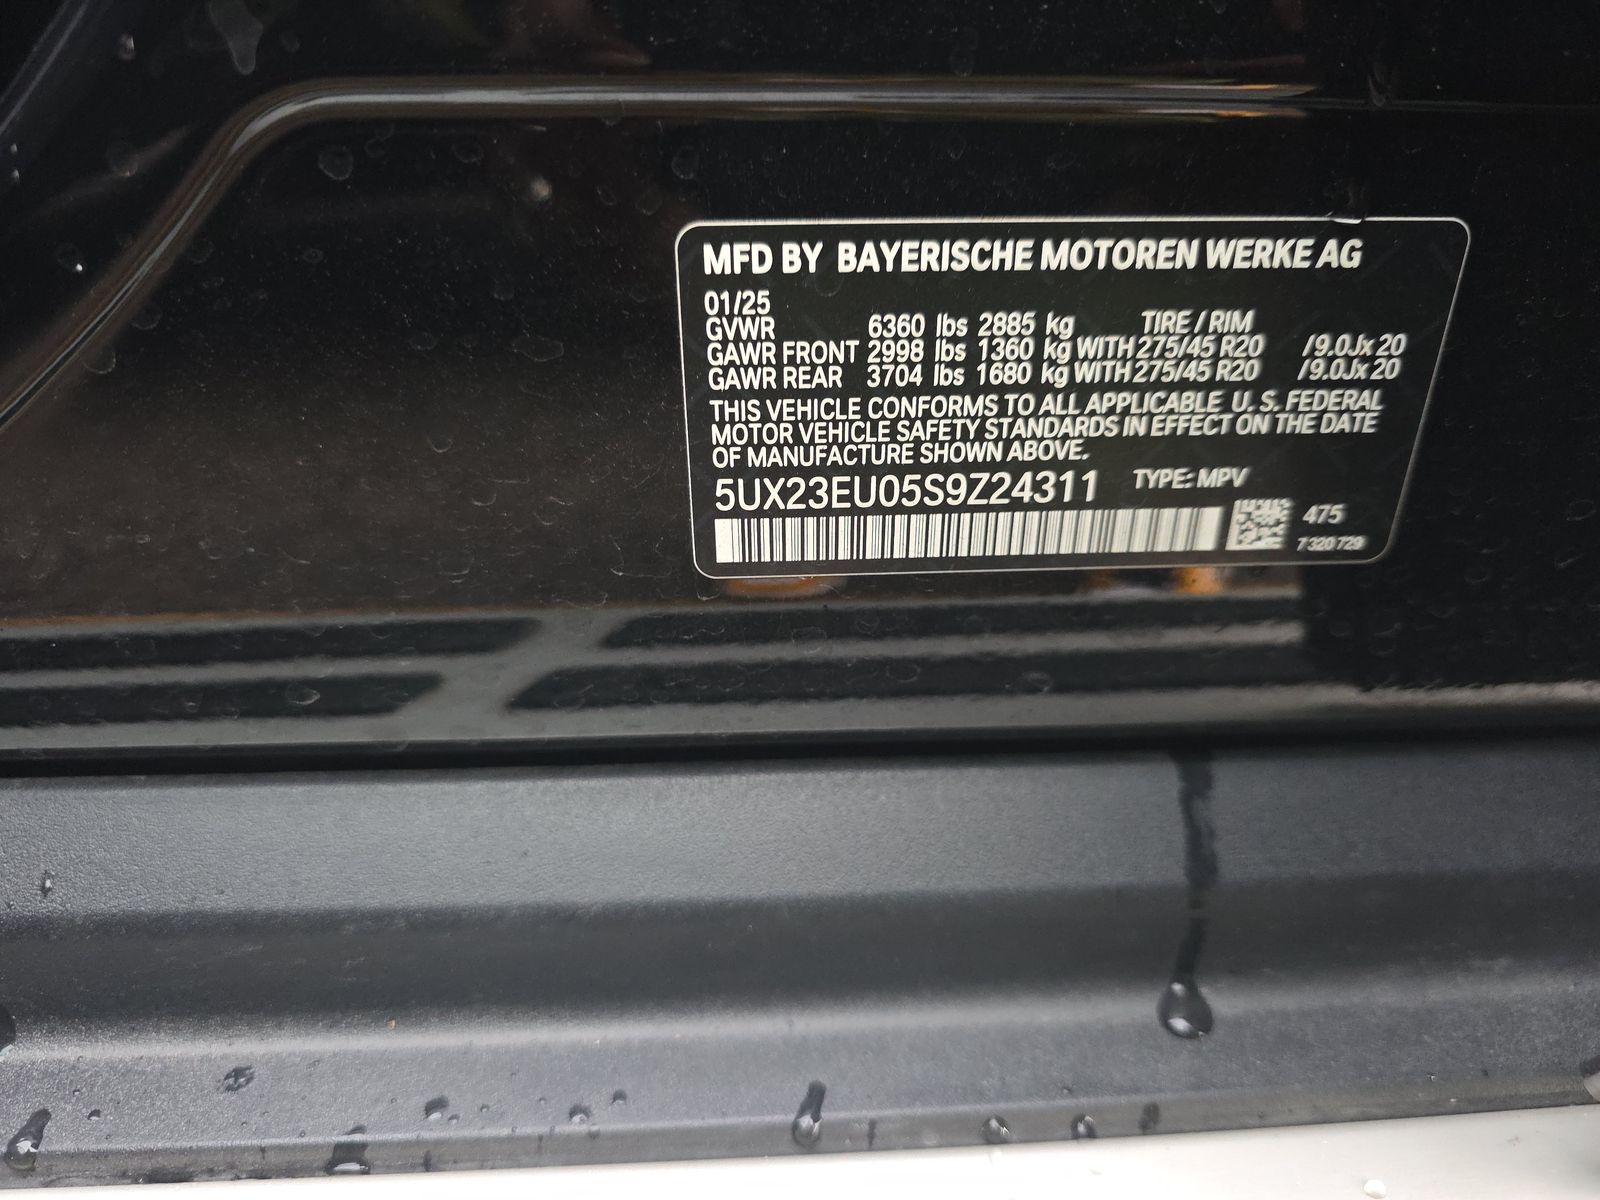 MFD BY BAYERISCHE MOTOREN WERKE AG
01/25
GVWR 6360 lbs 2885 kg TIRE / RIM
GAWR FRONT 2998 lbs 1360 kg WITH 275/45 R20 / 9.0Jx 20
GAWR REAR 3704 lbs 1680 kg WITH 275/45 R20 / 9.0Jx 20
THIS VEHICLE CONFORMS TO ALL APPLICABLE U. S. FEDERAL
MOTOR VEHICLE SAFETY STANDARDS IN EFFECT ON THE DATE
OF MANUFACTURE SHOWN ABOVE.
5UX23EU05S9Z24311 TYPE: MPV
475
7 320 729